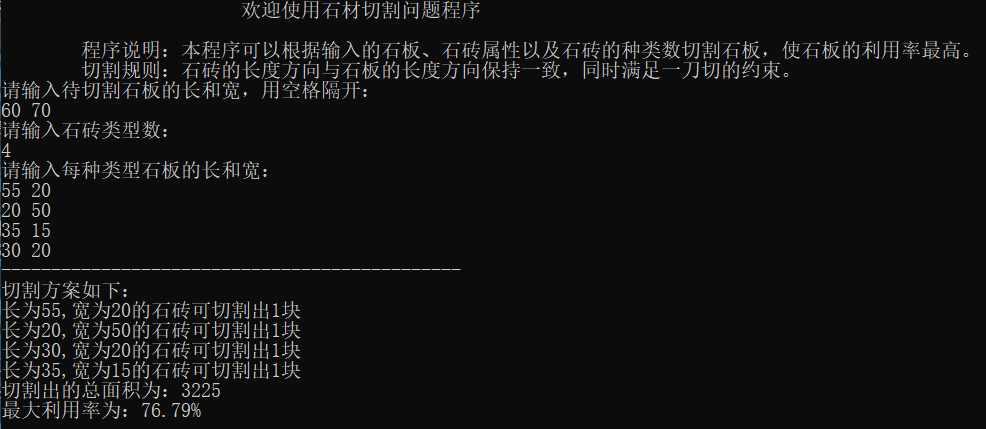 欢迎使用石材切割问题程序
程序说明：本程序可以根据输入的石板、石砖属性以及石砖的种类数切割石板，使石板的利用率最高。
切割规则：石砖的长度方向与石板的长度方向保持一致，同时满足一刀切的约束。
请输入待切割石板的长和宽，用空格隔开：
60 70
请输入石砖类型数：
4
请输入每种类型石板的长和宽：
55 20
20 50
35 15
30 20
----------------------------------------------
切割方案如下：
长为55,宽为20的石砖可切割出1块
长为20,宽为50的石砖可切割出1块
长为30,宽为20的石砖可切割出1块
长为35,宽为15的石砖可切割出1块
切割出的总面积为：3225
最大利用率为：76.79%